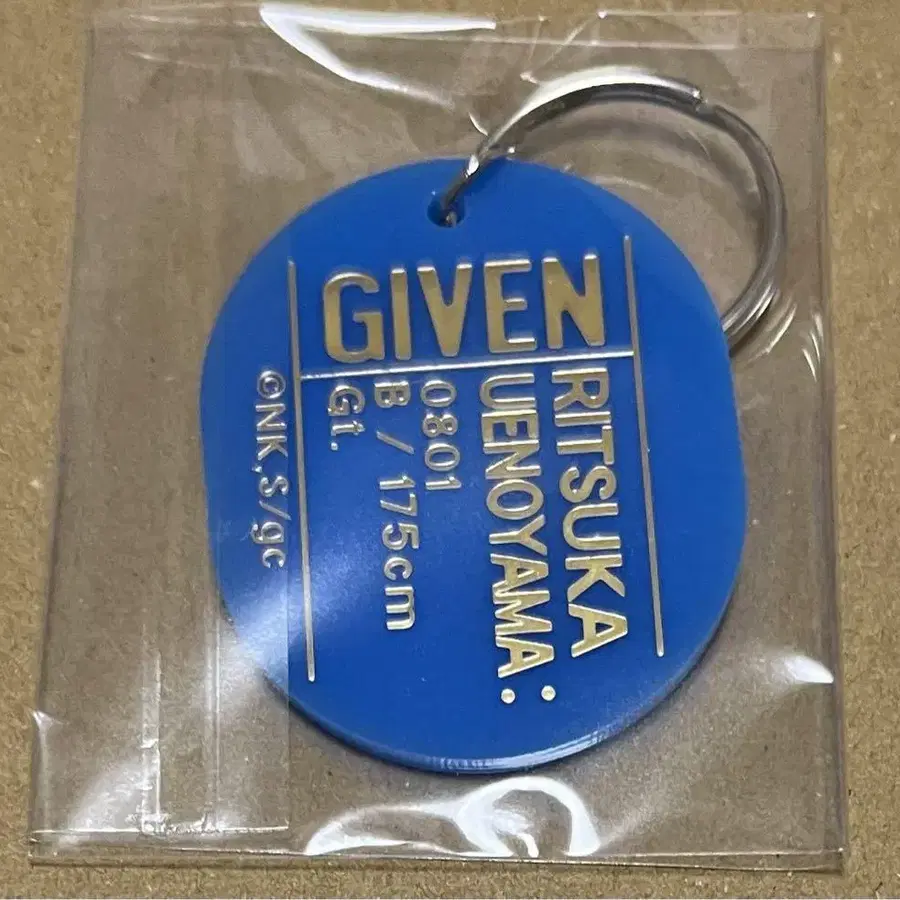 GIVEN
RITSUKA
UENOYAMA:
0801
B / 175cm
Gt.
©NK,S/gc